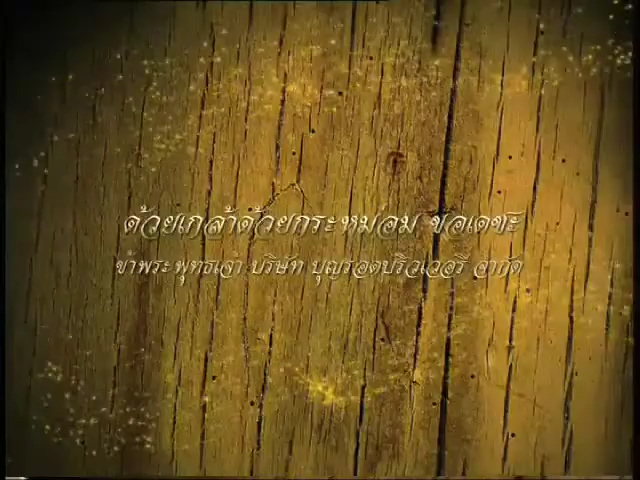 ด้วยเกล้าด้วยกระหม่อม ขอเดชะ
ข้าพระพุทธเจ้า บริษัท บุญรอดบริวเวอรี่ จำกัด